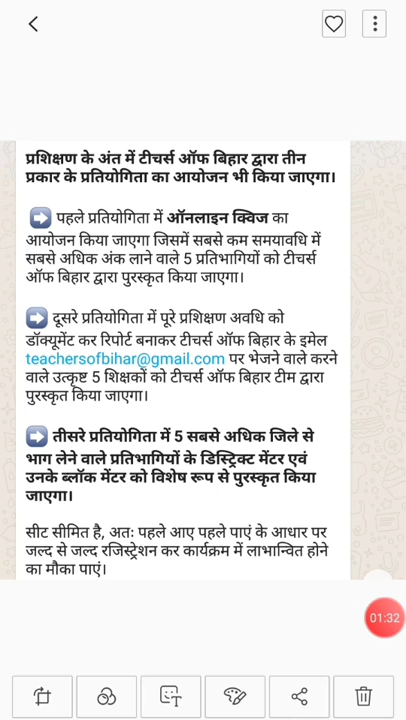 प्रशिक्षण के अंत में टीचर्स ऑफ बिहार द्वारा तीन
प्रकार के प्रतियोगिता का आयोजन भी किया जाएगा।
पहले प्रतियोगिता में ऑनलाइन क्विज का
आयोजन किया जाएगा जिसमें सबसे कम समयावधि में
सबसे अधिक अंक लाने वाले 5 प्रतिभागियों को टीचर्स
ऑफ बिहार द्वारा पुरस्कृत किया जाएगा।
दूसरे प्रतियोगिता में पूरे प्रशिक्षण अवधि को
डॉक्यूमेंट कर रिपोर्ट बनाकर टीचर्स ऑफ बिहार के इमेल
teachersofbihar@gmail.com पर भेजने वाले करने
वाले उत्कृष्ट 5 शिक्षकों को टीचर्स ऑफ बिहार टीम द्वारा
पुरस्कृत किया जाएगा।
तीसरे प्रतियोगिता में 5 सबसे अधिक जिले से
भाग लेने वाले प्रतिभागियों के डिस्ट्रिक्ट मेंटर एवं
उनके ब्लॉक मेंटर को विशेष रूप से पुरस्कृत किया
जाएगा।
सीट सीमित है, अतः पहले आए पहले पाएं के आधार पर
जल्द से जल्द रजिस्ट्रेशन कर कार्यक्रम में लाभान्वित होने
का मौका पाएं।
01:32